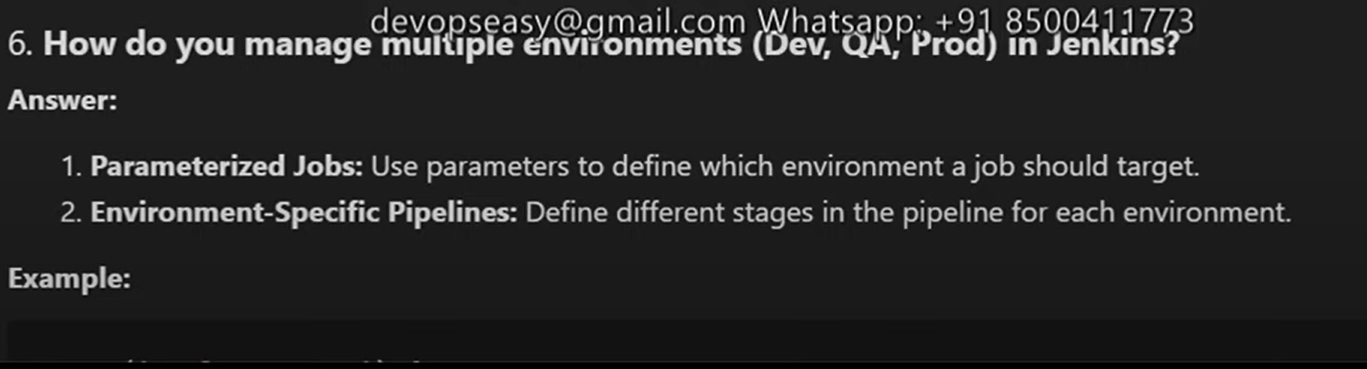 devopseasy@gmail.com Whatsapp: +91 8500411773
6. How do you manage multiple environments (Dev, QA, Prod) in Jenkins?
Answer:
1. Parameterized Jobs: Use parameters to define which environment a job should target.
2. Environment-Specific Pipelines: Define different stages in the pipeline for each environment.
Example: